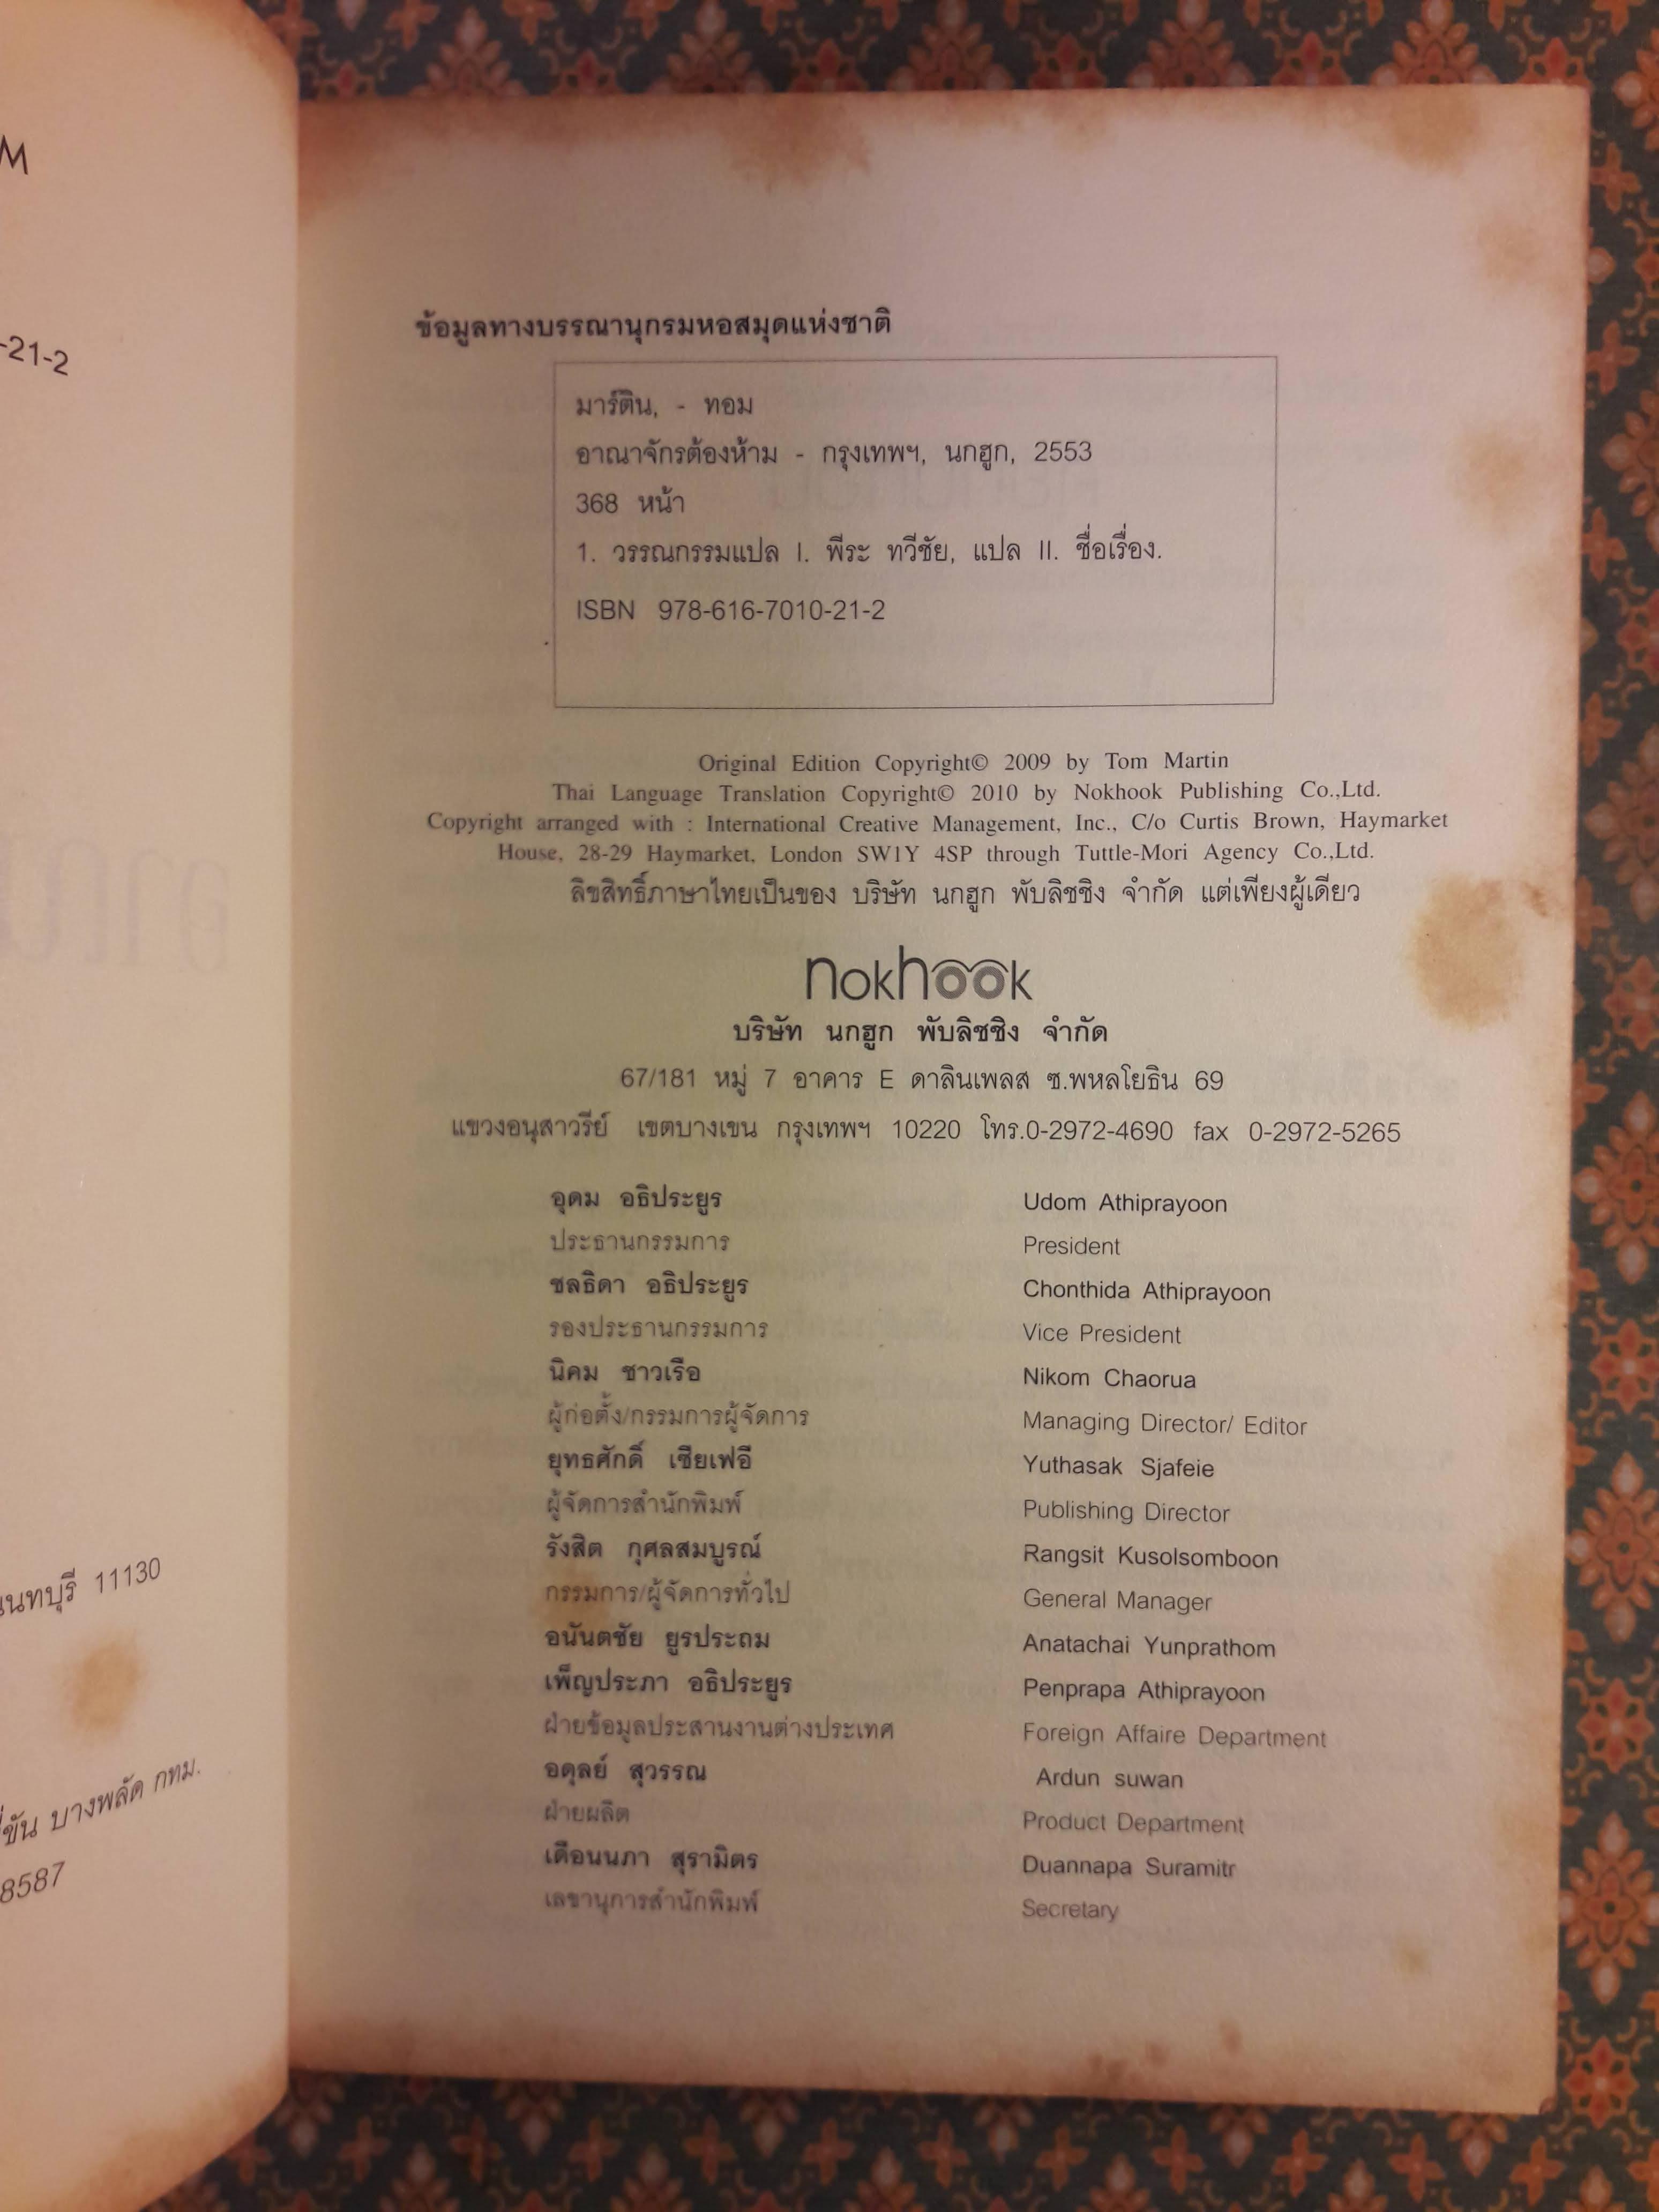 M
-21-2
นนทบุรี 11130
บางพลัด กทม.
8587
ข้อมูลทางบรรณานุกรมหอสมุดแห่งชาติ
มาร์ติน, - ทอม
อาณาจักรต้องห้าม - กรุงเทพฯ, นกฮูก, 2553
368 หน้า
1. วรรณกรรมแปล I. พีระ ทวีชัย, แปล II. ชื่อเรื่อง.
ISBN 978-616-7010-21-2
Original Edition Copyright© 2009 by Tom Martin
Thai Language Translation Copyright© 2010 by Nokhook Publishing Co.,Ltd.
Copyright arranged with : International Creative Management, Inc., C/o Curtis Brown, Haymarket
House, 28-29 Haymarket, London SW1Y 4SP through Tuttle-Mori Agency Co.,Ltd.
ลิขสิทธิ์ภาษาไทยเป็นของ บริษัท นกฮูก พับลิชชิง จำกัด แต่เพียงผู้เดียว
nokhook
บริษัท นกฮูก พับลิชชิง จำกัด
67/181 หมู่ 7 อาคาร E ดาลินเพลส ซ.พหลโยธิน 69
แขวงอนุสาวรีย์ เขตบางเขน กรุงเทพฯ 10220 โทร.0-2972-4690 fax 0-2972-5265
อุดม อธิประยูร Udom Athiprayoon
ประธานกรรมการ President
ชลธิดา อธิประยูร Chonthida Athiprayoon
รองประธานกรรมการ Vice President
นิคม ชาวเรือ Nikom Chaorua
ผู้ก่อตั้ง/กรรมการผู้จัดการ Managing Director/ Editor
ยุทธศักดิ์ เซียเฟอี Yuthasak Sjafeie
ผู้จัดการสำนักพิมพ์ Publishing Director
รังสิต กุศลสมบูรณ์ Rangsit Kusolsomboon
กรรมการ/ผู้จัดการทั่วไป General Manager
อนันตชัย ยูรประถม Anatachai Yunprathom
เพ็ญประภา อธิประยูร Penprapa Athiprayoon
ฝ่ายข้อมูลประสานงานต่างประเทศ Foreign Affaire Department
อดุลย์ สุวรรณ Ardun suwan
ฝ่ายผลิต Product Department
เดือนนภา สุรามิตร Duannapa Suramitr
เลขานุการสำนักพิมพ์ Secretary